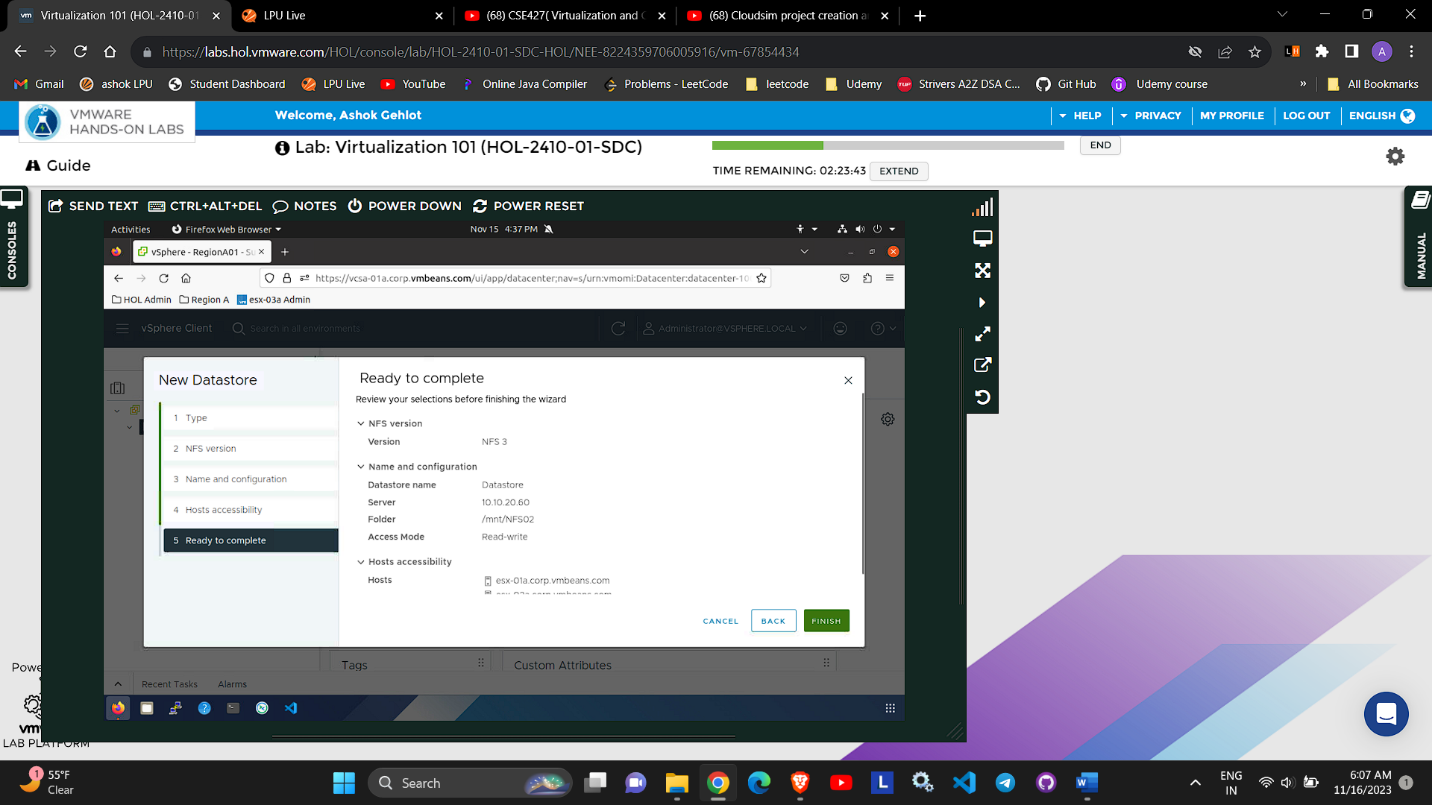 Virtualization 101 (HOL-2410-01
LPU Live
(68) CSE427( Virtualization and C
(68) Cloudsim project creation a
https://labs.hol.vmware.com/HOL/console/lab/HOL-2410-01-SDC-HOL/NEE-8224359706005916/vm-67854434
A
Gmail
ashok LPU
Student Dashboard
LPU Live
YouTube
Online Java Compiler
Problems - LeetCode
leetcode
Udemy
Strivers A2Z DSA C...
Git Hub
Udemy course
»
All Bookmarks
VMWARE
HANDS-ON LABS
Welcome, Ashok Gehlot
HELP
PRIVACY
MY PROFILE
LOG OUT
ENGLISH
Guide
Lab: Virtualization 101 (HOL-2410-01-SDC)
END
TIME REMAINING: 02:23:43
EXTEND
CONSOLES
MANUAL
SEND TEXT
CTRL+ALT+DEL
NOTES
POWER DOWN
POWER RESET
Activities
Firefox Web Browser
Nov 15 4:37 PM
vSphere - RegionA01 - Su
https://vcsa-01a.corp.vmbeans.com/ui/app/datacenter;nav=s/urn:vmomi:Datacenter:datacenter-10
HOL Admin
Region A
esx-03a Admin
vSphere Client
Search in all environments
Administrator@VSPHERE.LOCAL
New Datastore
1 Type
2 NFS version
3 Name and configuration
4 Hosts accessibility
5 Ready to complete
Ready to complete
Review your selections before finishing the wizard
NFS version
Version NFS 3
Name and configuration
Datastore name Datastore
Server 10.10.20.60
Folder /mnt/NFS02
Access Mode Read-write
Hosts accessibility
Hosts esx-01a.corp.vmbeans.com
CANCEL
BACK
FINISH
Tags
Custom Attributes
Recent Tasks
Alarms
Powe
vmw
LAB PLATFORM
1
55°F
Clear
Search
L
ENG
IN
6:07 AM
11/16/2023
1